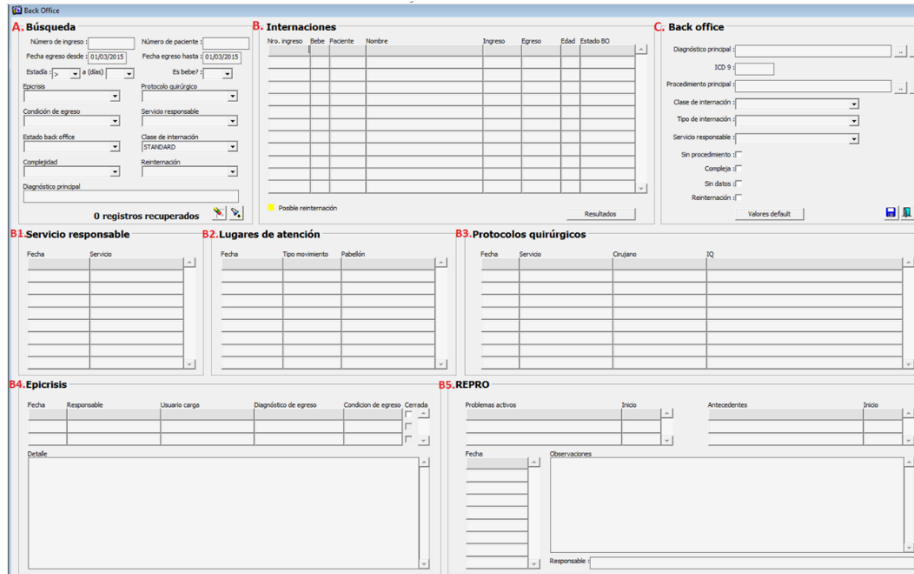 Back Office
A. Búsqueda
Número de ingreso :
Número de paciente :
Fecha egreso desde : 01/03/2015
Fecha egreso hasta : 01/03/2015
Estadía : > a (días)
Es bebe? :
Epicrisis
Protocolo quirúrgico
Condición de egreso
Servicio responsable
Estado back office
Clase de internación
STANDARD
Complejidad
Reinternación
Diagnóstico principal
0 registros recuperados
B. Internaciones
Nro. ingreso Bebe Paciente Nombre Ingreso Egreso Edad Estado BO
Posible reinternación
Resultados
C. Back office
Diagnóstico principal :
..
ICD 9 :
Procedimiento principal :
..
Clase de internación :
Tipo de internación :
Servicio responsable :
Sin procedimiento :
Compleja :
Sin datos :
Reinternación :
Valores default
B1. Servicio responsable
Fecha Servicio
B2. Lugares de atención
Fecha Tipo movimiento Pabellón
B3. Protocolos quirúrgicos
Fecha Servicio Cirujano IQ
B4. Epicrisis
Fecha Responsable Usuario carga Diagnóstico de egreso Condicion de egreso Cerrada
Detalle
B5. REPRO
Problemas activos Inicio
Antecedentes Inicio
Fecha
Observaciones
Responsable :